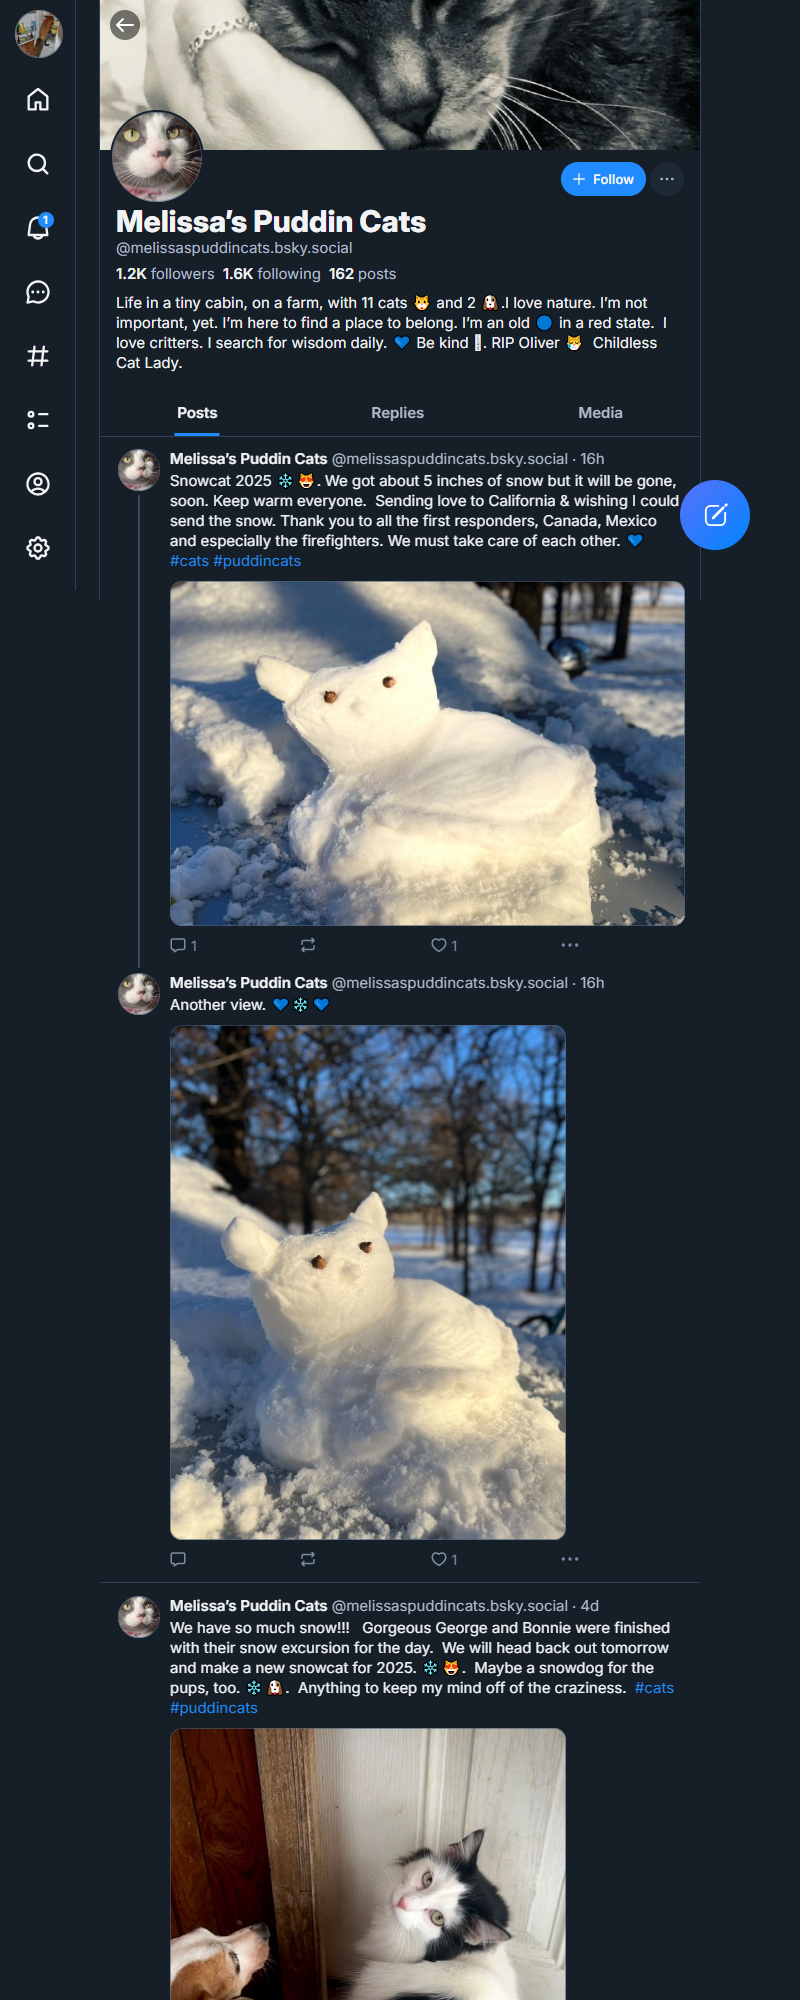 1
+ Follow
Melissa’s Puddin Cats
@melissaspuddincats.bsky.social
1.2K followers 1.6K following 162 posts
Life in a tiny cabin, on a farm, with 11 cats 🐱 and 2 🐶.I love nature. I’m not
important, yet. I’m here to find a place to belong. I’m an old 🔵 in a red state. I
love critters. I search for wisdom daily. 💙 Be kind . RIP Oliver 😹 Childless
Cat Lady.
Posts Replies Media
Melissa’s Puddin Cats @melissaspuddincats.bsky.social · 16h
Snowcat 2025 ❄️ 😻. We got about 5 inches of snow but it will be gone,
soon. Keep warm everyone. Sending love to California & wishing I could
send the snow. Thank you to all the first responders, Canada, Mexico
and especially the firefighters. We must take care of each other. 💙
#cats #puddincats
1 1
Melissa’s Puddin Cats @melissaspuddincats.bsky.social · 16h
Another view. 💙 ❄️ 💙
1
Melissa’s Puddin Cats @melissaspuddincats.bsky.social · 4d
We have so much snow!!! Gorgeous George and Bonnie were finished
with their snow excursion for the day. We will head back out tomorrow
and make a new snowcat for 2025. ❄️ 😻. Maybe a snowdog for the
pups, too. ❄️ 🐶. Anything to keep my mind off of the craziness. #cats
#puddincats